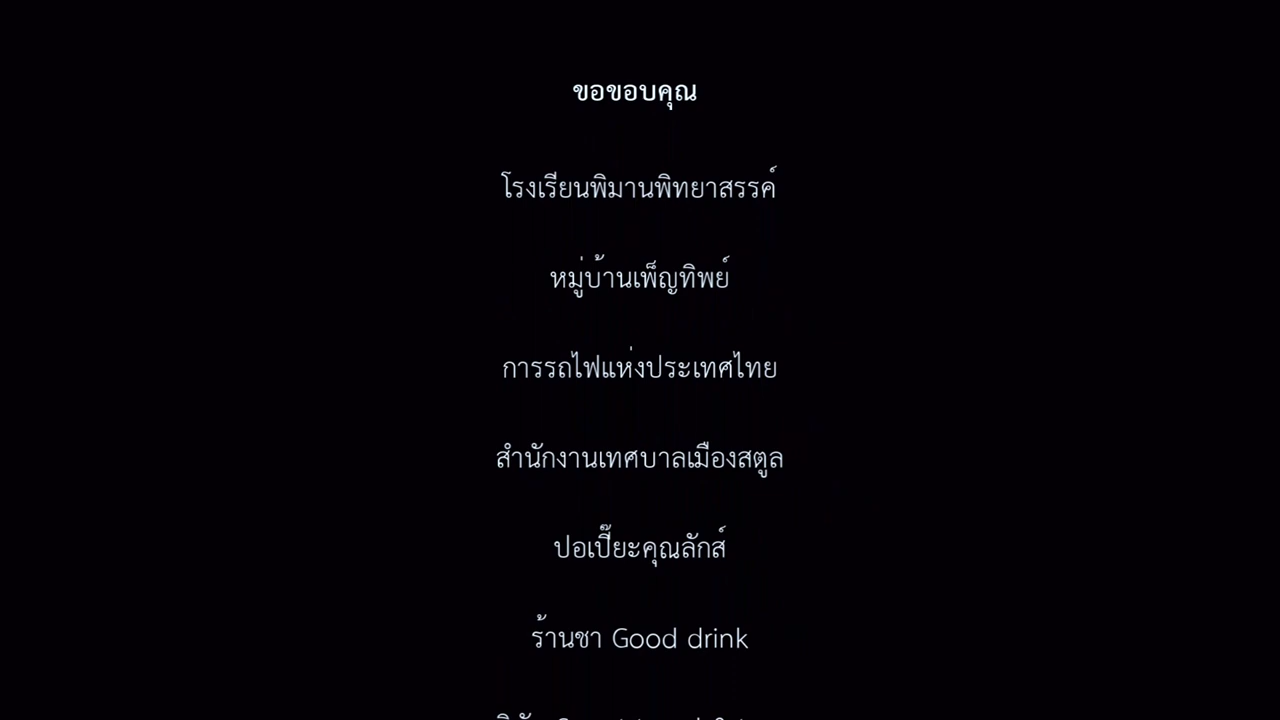 ขอขอบคุณ
โรงเรียนพิมานพิทยาสรรค์
หมู่บ้านเพ็ญทิพย์
การรถไฟแห่งประเทศไทย
สำนักงานเทศบาลเมืองสตูล
ปอเปี๊ยะคุณลักส์
ร้านชา Good drink